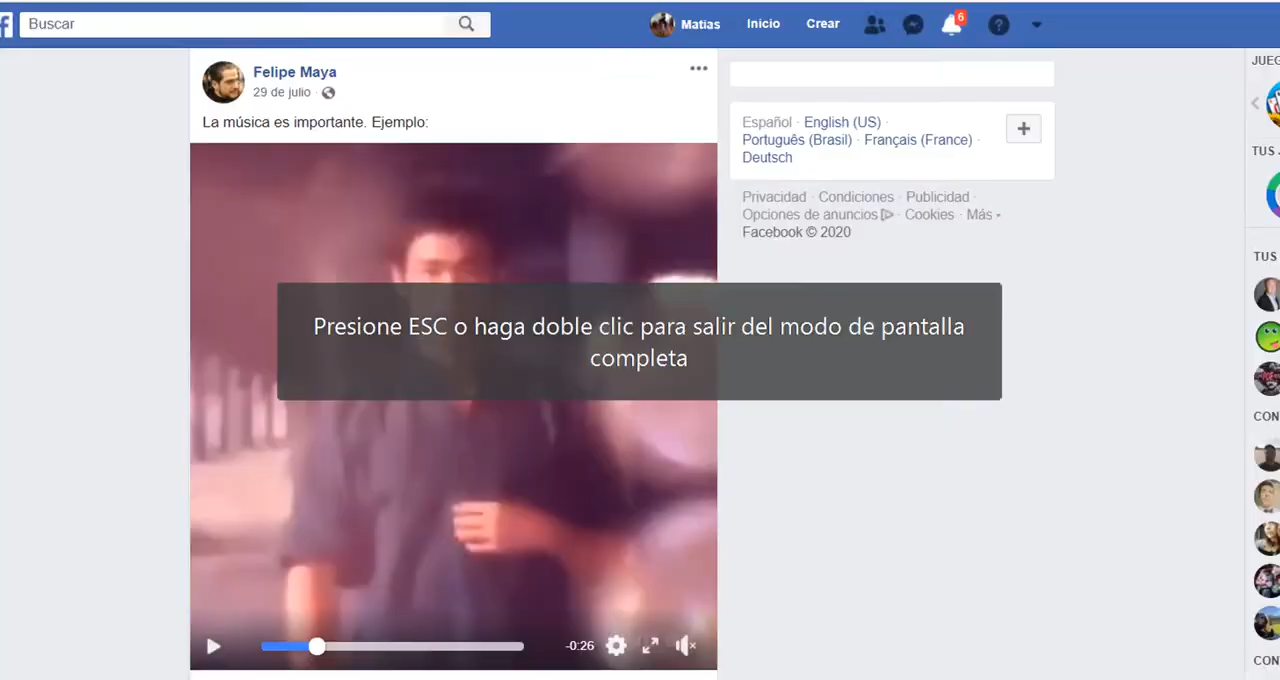 Buscar
Matias
Inicio
Crear
6
Felipe Maya
29 de julio
La música es importante. Ejemplo:
Presione ESC o haga doble clic para salir del modo de pantalla
completa
-0:26
Español · English (US) ·
Português (Brasil) · Français (France) ·
Deutsch
Privacidad · Condiciones · Publicidad ·
Opciones de anuncios · Cookies · Más
Facebook © 2020
JUEG
TUS
TUS
CON
CON